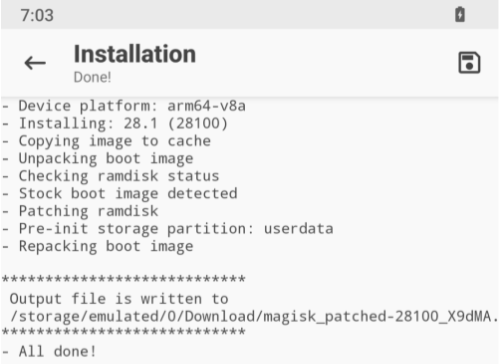 7:03
Installation
Done!
- Device platform: arm64-v8a
- Installing: 28.1 (28100)
- Copying image to cache
- Unpacking boot image
- Checking ramdisk status
- Stock boot image detected
- Patching ramdisk
- Pre-init storage partition: userdata
- Repacking boot image
****************************
Output file is written to
/storage/emulated/0/Download/magisk_patched-28100_X9dMA.
****************************
- All done!